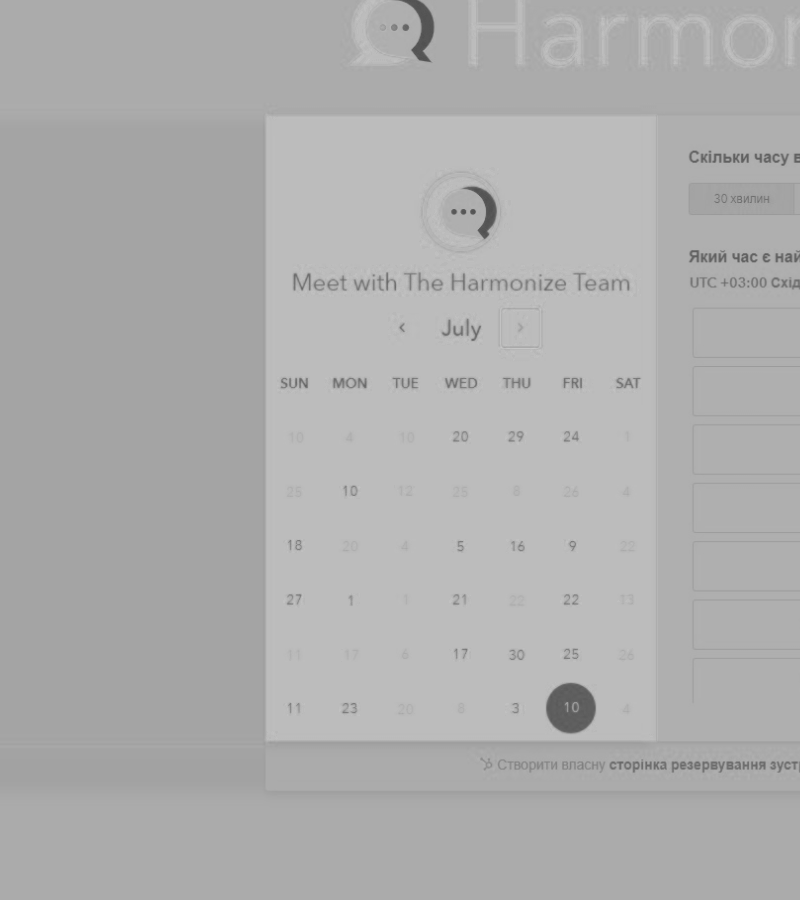 Harmon
Meet with The Harmonize Team
July
SUN MON TUE WED THU FRI SAT
10 4 10 20 29 24 1
25 10 12 25 8 26 4
18 20 4 5 16 9 22
27 1 1 21 22 22 13
11 17 6 17 30 25 26
11 23 20 8 3 10 4
Скільки часу в
30 хвилин
Який час є най
UTC +03:00 Схід
Створити власну сторінка резервування зуст